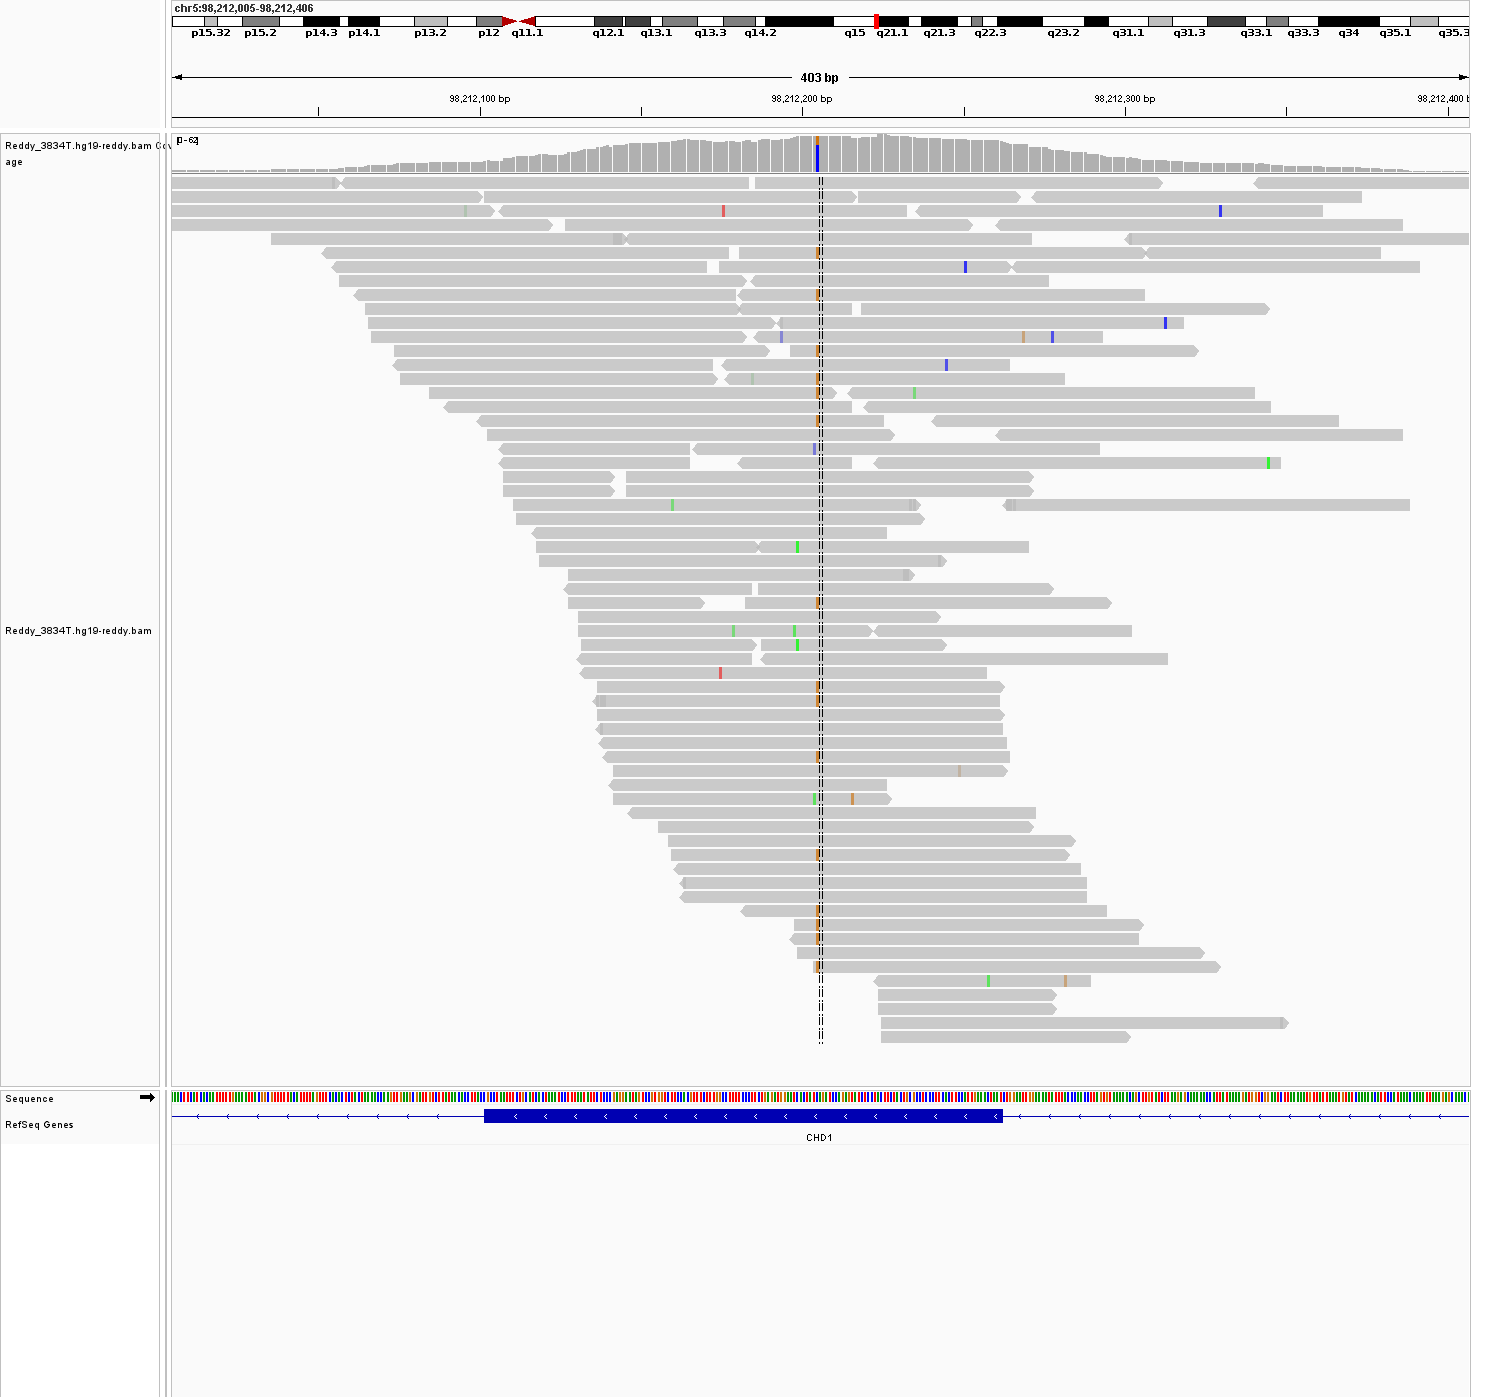 chr5:98,212,005-98,212,406
p15.32 p15.2 p14.3 p14.1 p13.2 p12 q11.1 q12.1 q13.1 q13.3 q14.2 q15 q21.1 q21.3 q22.3 q23.2 q31.1 q31.3 q33.1 q33.3 q34 q35.1 q35.3
403 bp
98,212,100 bp 98,212,200 bp 98,212,300 bp 98,212,400 b
Reddy_3834T.hg19-reddy.bam Cov
age
[0-62]
Reddy_3834T.hg19-reddy.bam
Sequence
RefSeq Genes
CHD1